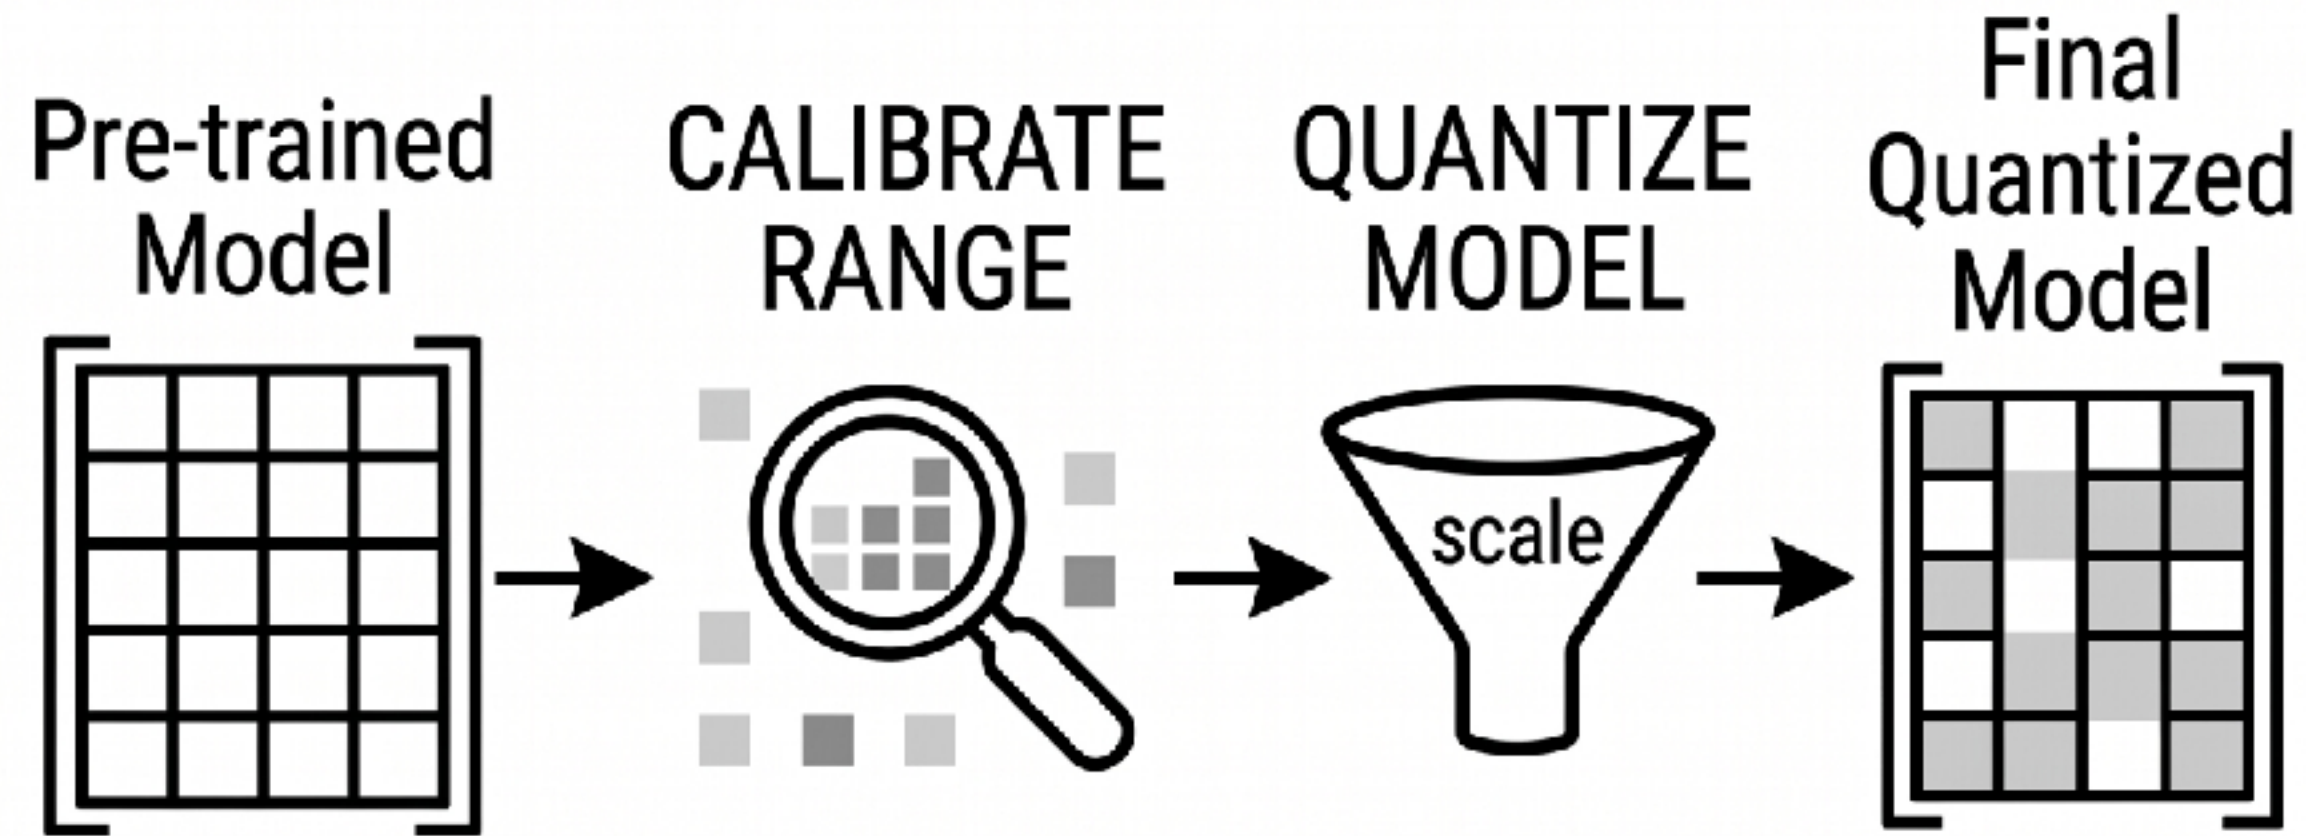 Pre-trained
Model
CALIBRATE
RANGE
QUANTIZE
MODEL
scale
Final
Quantized
Model